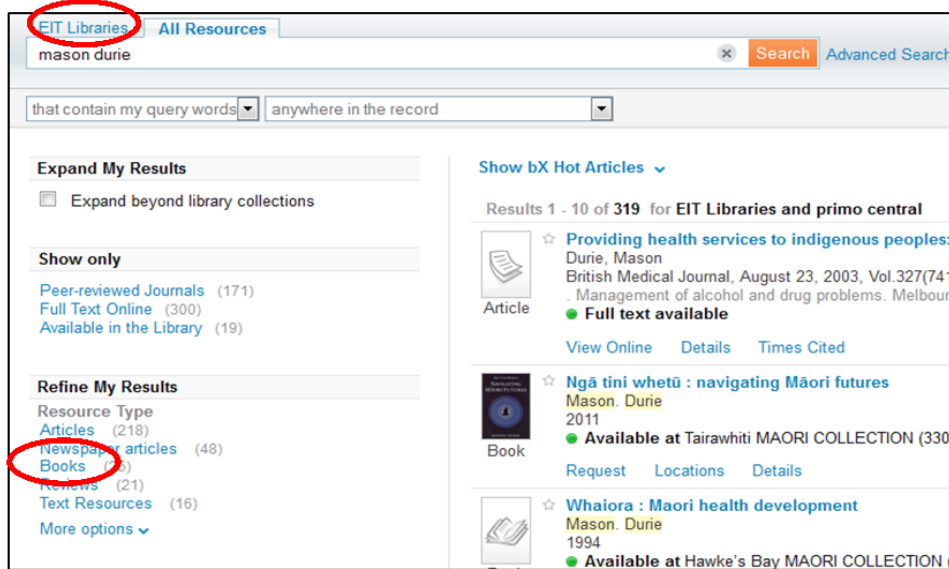 EIT Libraries All Resources
mason durie Search Advanced Search
that contain my query words anywhere in the record
Expand My Results
Expand beyond library collections
Show only
Peer-reviewed Journals (171)
Full Text Online (300)
Available in the Library (19)
Refine My Results
Resource Type
Articles (218)
Newspaper articles (48)
Books
Reviews (21)
Text Resources (16)
More options
Show bX Hot Articles
Results 1 - 10 of 319 for EIT Libraries and primo central
Article
Providing health services to indigenous peoples:
Durie, Mason
British Medical Journal, August 23, 2003, Vol.327(741
. Management of alcohol and drug problems. Melbour
Full text available
View Online Details Times Cited
Book
Ngā tini whetū : navigating Māori futures
Mason. Durie
2011
Available at Tairawhiti MAORI COLLECTION (330
Request Locations Details
Whaiora : Maori health development
Mason. Durie
1994
Available at Hawke's Bay MAORI COLLECTION (